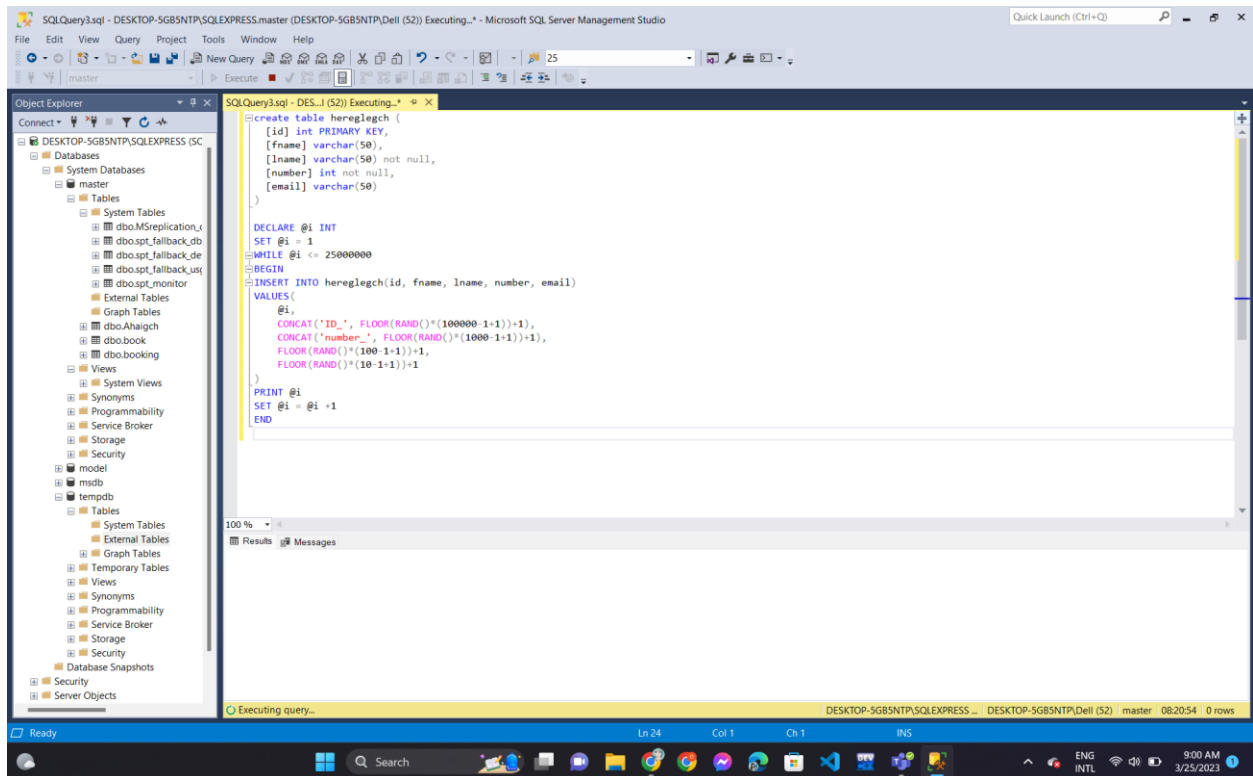 SQLQuery3.sql - DESKTOP-5GB5NTP\SQLEXPRESS.master (DESKTOP-5GB5NTP\Dell (52)) Executing...* - Microsoft SQL Server Management Studio
Quick Launch (Ctrl+Q)
File Edit View Query Project Tools Window Help
New Query
25
master
Execute
Object Explorer
SQLQuery3.sql - DES...l (52)) Executing...*
Connect
DESKTOP-5GB5NTP\SQLEXPRESS (SC
Databases
System Databases
master
Tables
System Tables
dbo.MSreplication_
dbo.spt_fallback_db
dbo.spt_fallback_de
dbo.spt_fallback_us
dbo.spt_monitor
External Tables
Graph Tables
dbo.Ahaigch
dbo.book
dbo.booking
Views
System Views
Synonyms
Programmability
Service Broker
Storage
Security
model
msdb
tempdb
Tables
System Tables
External Tables
Graph Tables
Temporary Tables
Views
Synonyms
Programmability
Service Broker
Storage
Security
Database Snapshots
Security
Server Objects
create table hereglegch (
[id] int PRIMARY KEY,
[fname] varchar(50),
[lname] varchar(50) not null,
[number] int not null,
[email] varchar(50)
)
DECLARE @i INT
SET @i = 1
WHILE @i <= 25000000
BEGIN
INSERT INTO hereglegch(id, fname, lname, number, email)
VALUES(
@i,
CONCAT('ID_', FLOOR(RAND()*(100000-1+1))+1),
CONCAT('number_', FLOOR(RAND()*(1000-1+1))+1),
FLOOR(RAND()*(100-1+1))+1,
FLOOR(RAND()*(10-1+1))+1
)
PRINT @i
SET @i = @i +1
END
100 %
Results Messages
Executing query...
DESKTOP-5GB5NTP\SQLEXPRESS ... DESKTOP-5GB5NTP\Dell (52) master 08:20:54 0 rows
Ready
Ln 24 Col 1 Ch 1 INS
Search
DEV
ENG
INTL
9:00 AM
3/25/2023
1